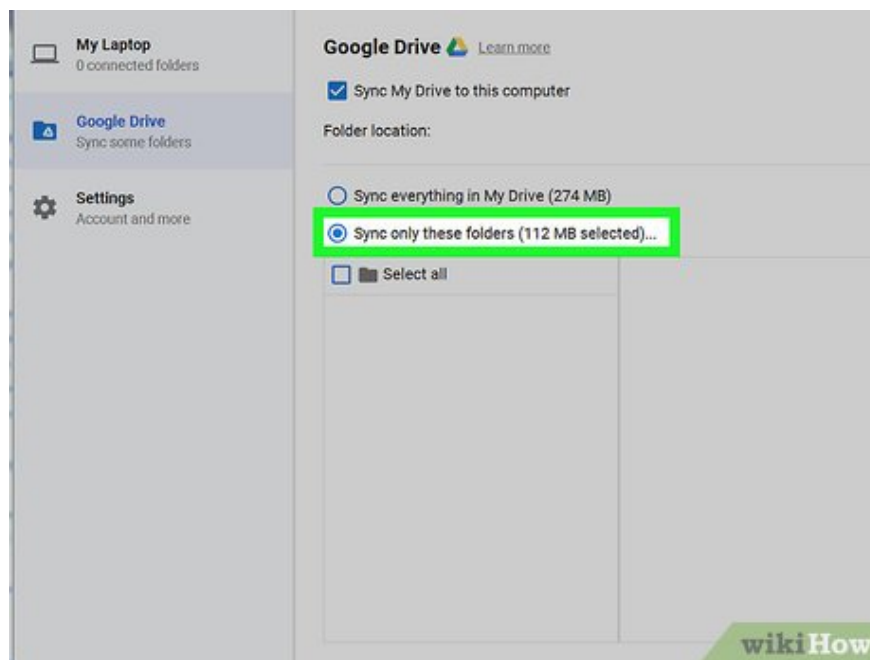 My Laptop
0 connected folders
Google Drive
Sync some folders
Settings
Account and more
Google Drive Learn more
Sync My Drive to this computer
Folder location:
Sync everything in My Drive (274 MB)
Sync only these folders (112 MB selected)...
Select all
wikiHow